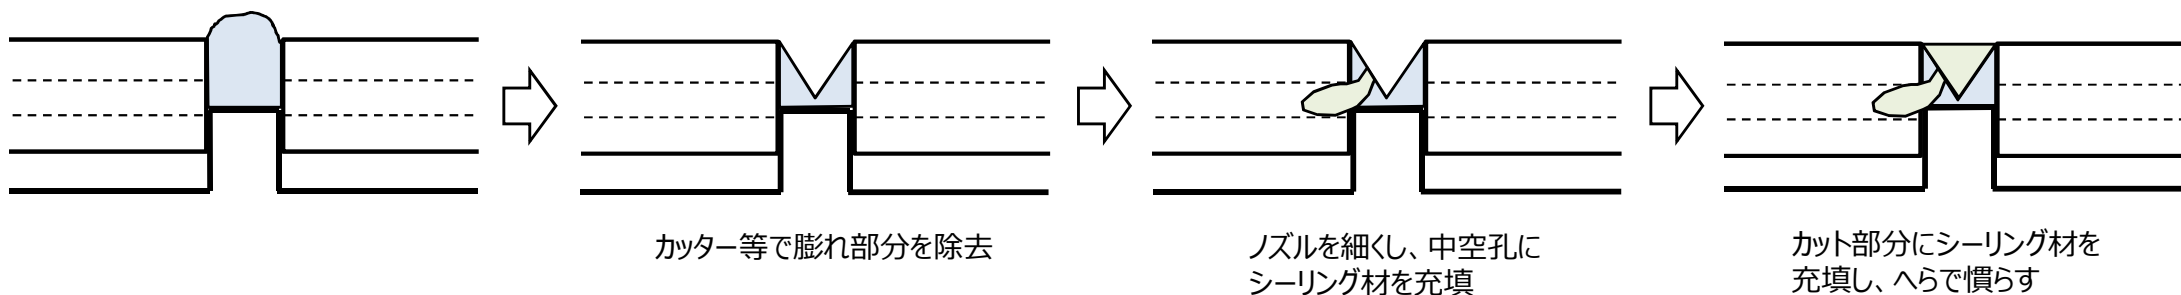 カッター等で膨れ部分を除去
ノズルを細くし、中空孔に
シーリング材を充填
カット部分にシーリング材を
充填し、へらで慣らす